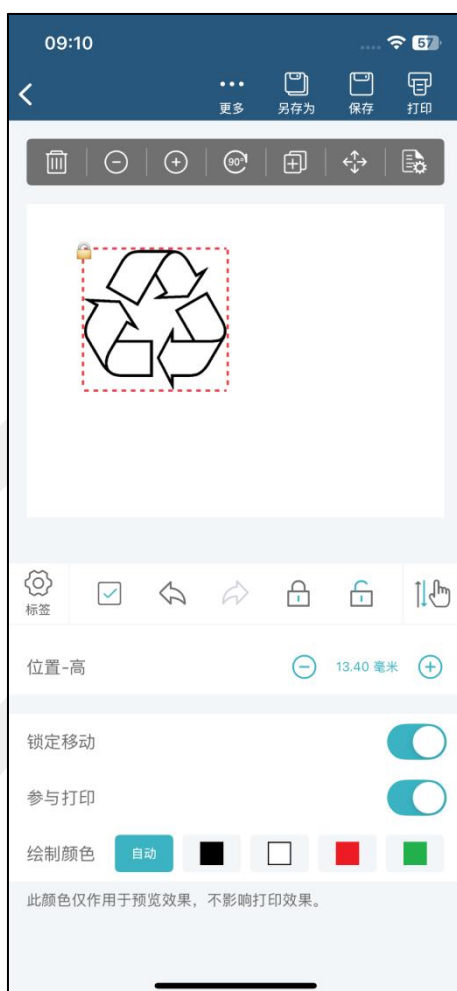 09:10
57
更多
另存为
保存
打印
90°
标签
位置-高
13.40 毫米
锁定移动
参与打印
绘制颜色
自动
此颜色仅作用于预览效果，不影响打印效果。